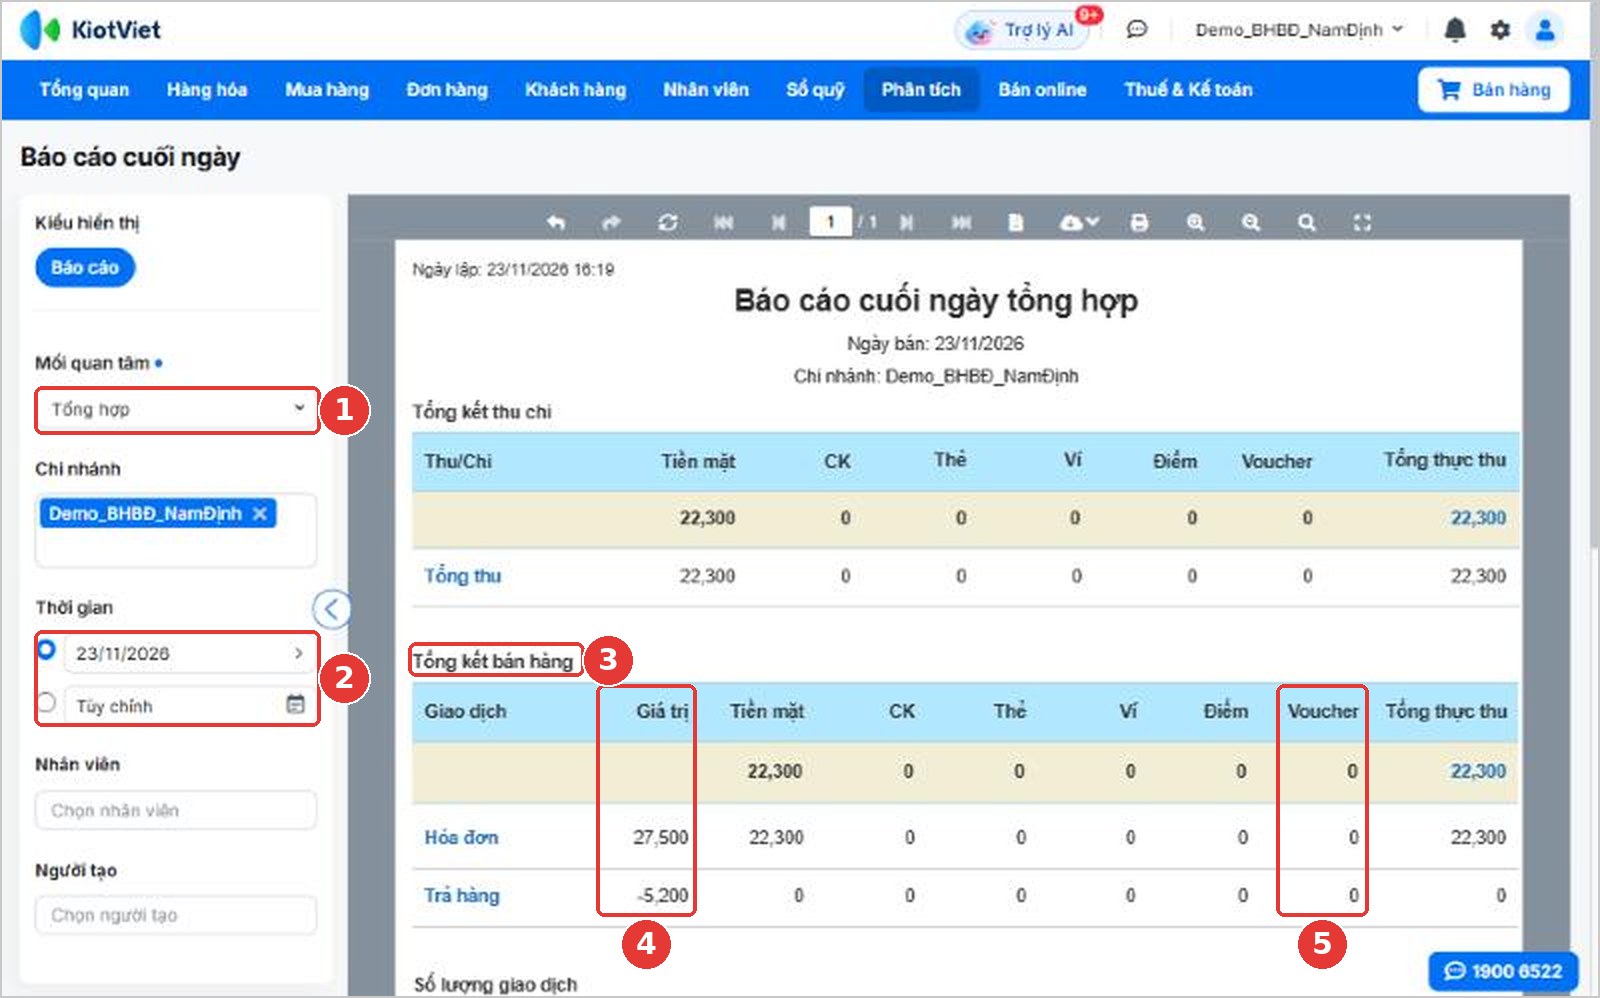 KiotViet
Trợ lý AI 9+ Demo_BHBĐ_NamĐịnh
Tổng quan Hàng hóa Mua hàng Đơn hàng Khách hàng Nhân viên Sổ quỹ Phân tích Bán online Thuế & Kế toán Bán hàng
Báo cáo cuối ngày
Kiểu hiển thị
Báo cáo
Mối quan tâm
Tổng hợp
1
Chi nhánh
Demo_BHBĐ_NamĐịnh
Thời gian
23/11/2026
Tùy chỉnh
2
Nhân viên
Chọn nhân viên
Người tạo
Chọn người tạo
1 / 1
Ngày lập: 23/11/2026 16:19
Báo cáo cuối ngày tổng hợp
Ngày bán: 23/11/2026
Chi nhánh: Demo_BHBĐ_NamĐịnh
Tổng kết thu chi
Thu/Chi Tiền mặt CK Thẻ Ví Điểm Voucher Tổng thực thu
22,300 0 0 0 0 0 22,300
Tổng thu 22,300 0 0 0 0 0 22,300
Tổng kết bán hàng 3
Giao dịch Giá trị Tiền mặt CK Thẻ Ví Điểm Voucher Tổng thực thu
22,300 0 0 0 0 0 22,300
Hóa đơn 27,500 22,300 0 0 0 0 0 22,300
Trả hàng -5,200 0 0 0 0 0 0 0
4 5
Số lượng giao dịch
1900 6522